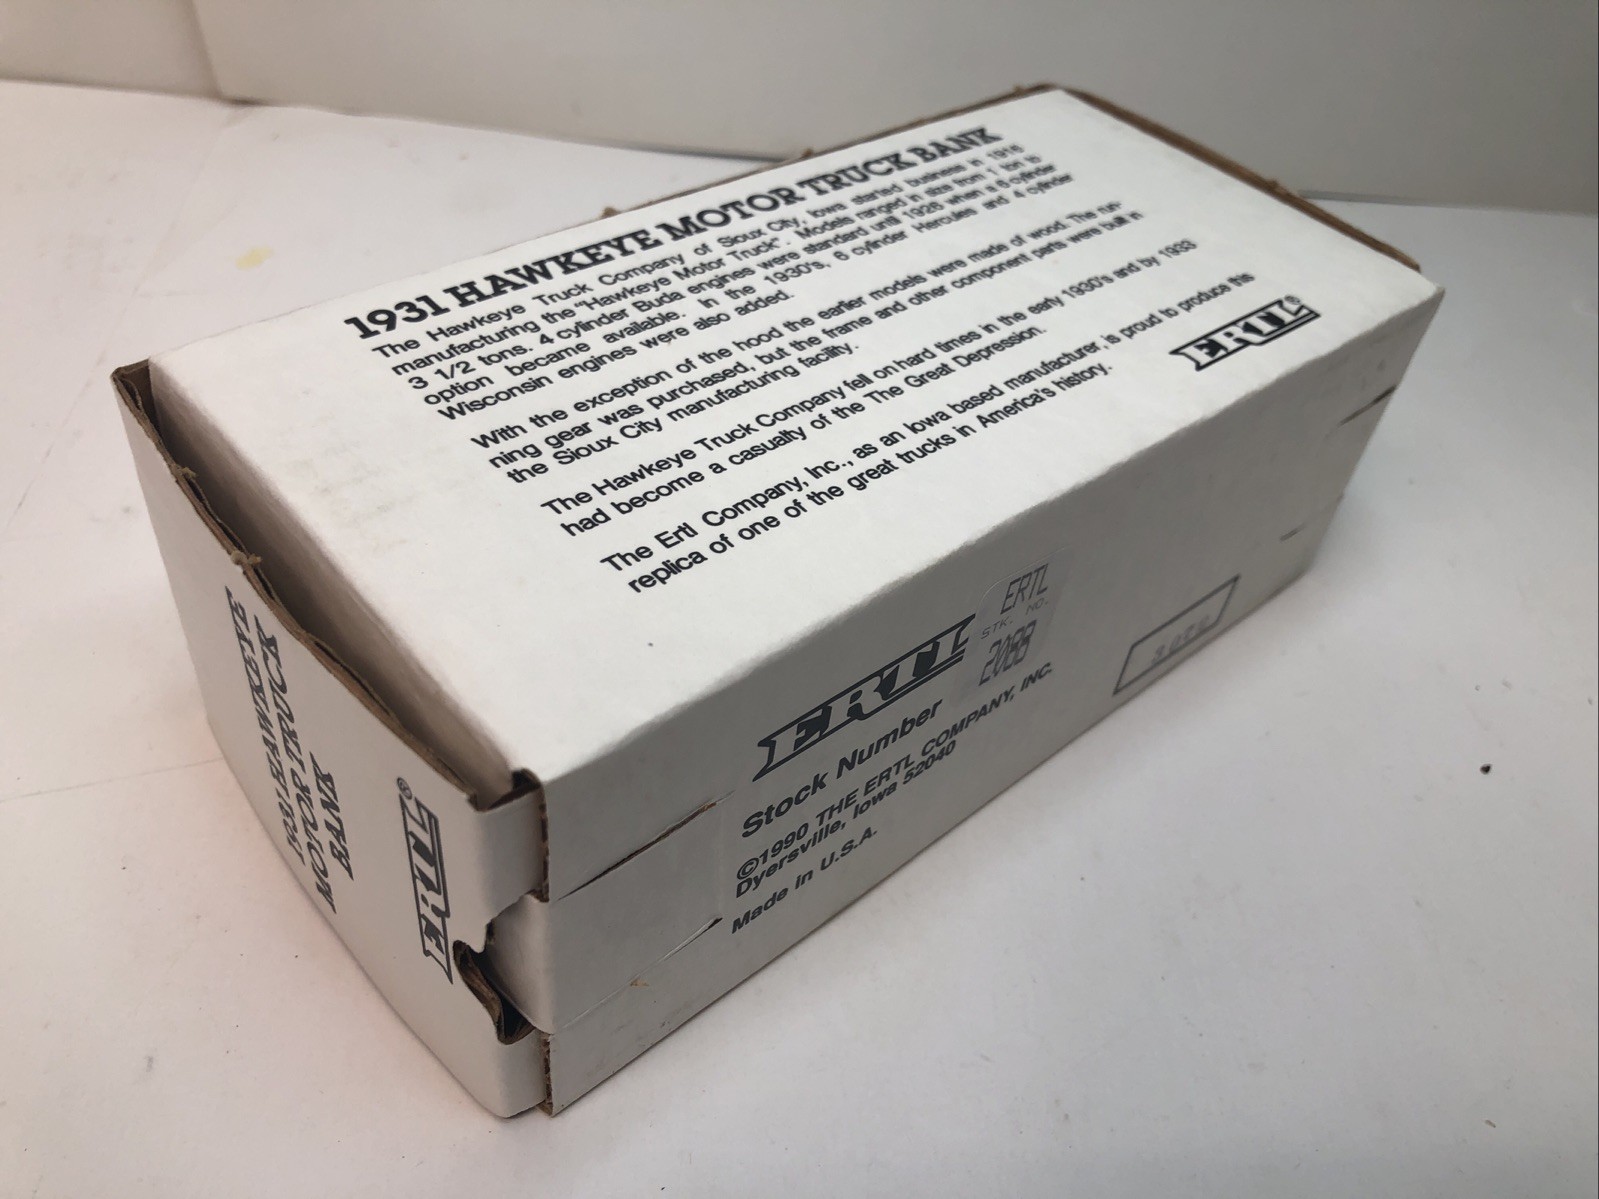 1931 HAWKEYE MOTOR TRUCK BANK
The Hawkeye Truck Company of Sioux City, Iowa started business in 1916
manufacturing the "Hawkeye Motor Truck". Models ranged in size from 1 ton to
3 1/2 tons. 4 cylinder Buda engines were standard until 1926 when a 6 cylinder
option became available. In the 1930's, 6 cylinder Hercules and 4 cylinder
Wisconsin engines were also added.
With the exception of the hood the earlier models were made of wood. The run-
ning gear was purchased, but the frame and other component parts were built in
the Sioux City manufacturing facility.
The Hawkeye Truck Company fell on hard times in the early 1930's and by 1933
had become a casualty of the The Great Depression.
The Ertl Company, Inc., as an Iowa based manufacturer, is proud to produce this
replica of one of the great trucks in America's history.
ERTL®
ERTL
Stock Number
ERTL
STK. NO.
2088
©1990 THE ERTL COMPANY, INC.
Dyersville, Iowa 52040
Made in U.S.A.
1931 HAWKEYE
MOTOR TRUCK
BANK
ERTL®